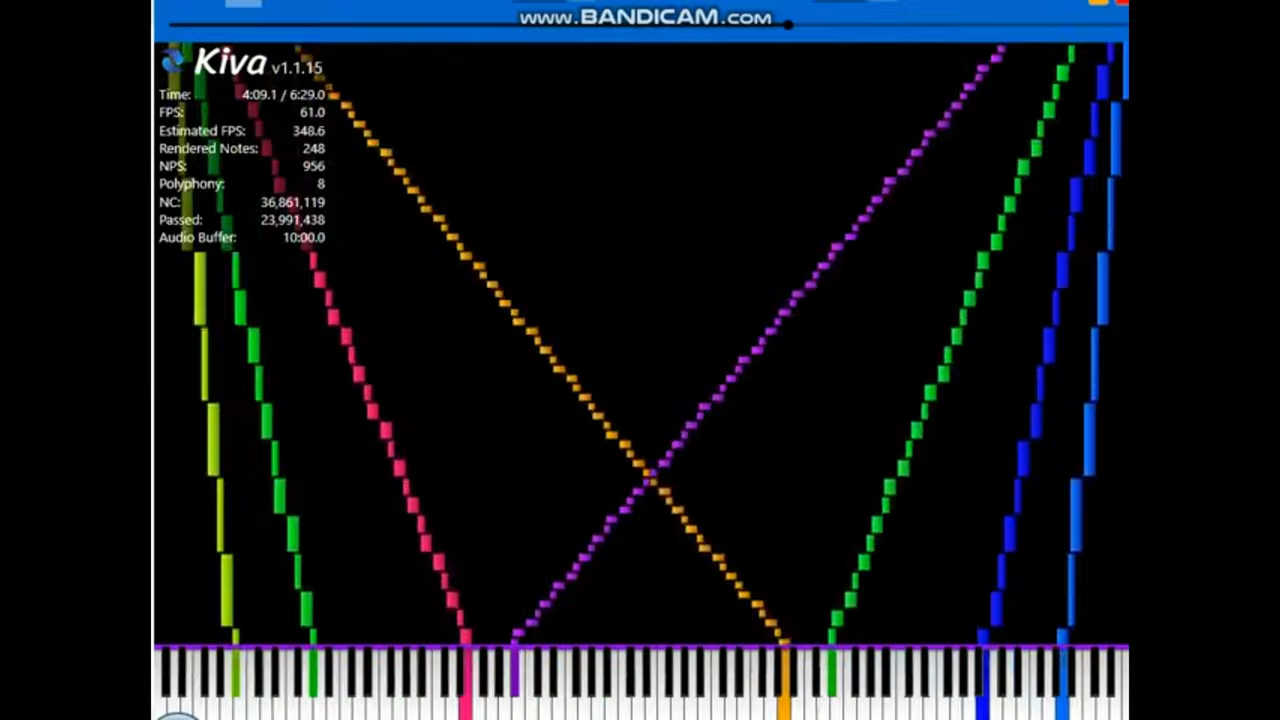 www.BANDICAM.com
Kiva v1.1.15
Time: 4:09.1 / 6:29.0
FPS: 61.0
Estimated FPS: 348.6
Rendered Notes: 248
NPS: 956
Polyphony: 8
NC: 36,861,119
Passed: 23,991,438
Audio Buffer: 10:00.0